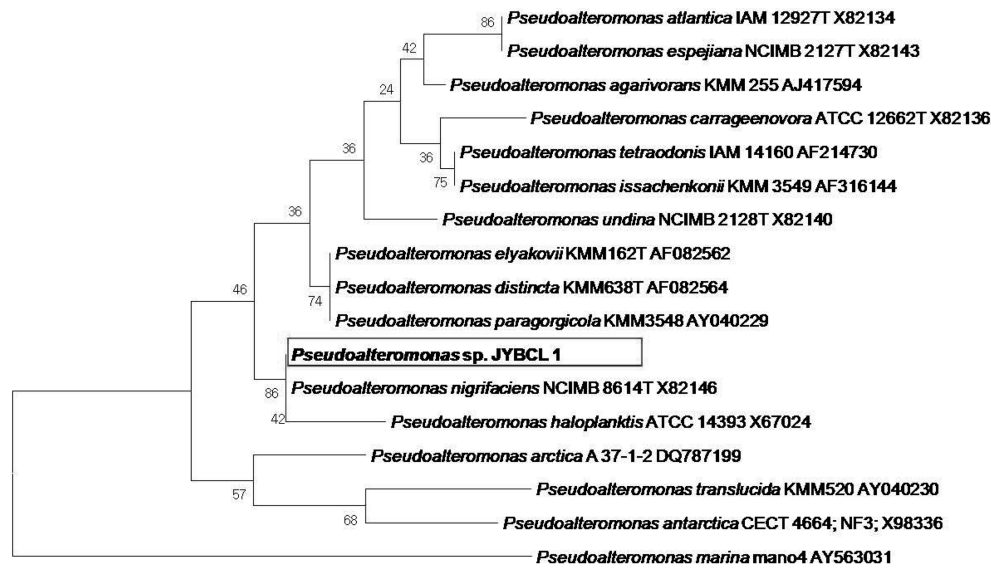 86
Pseudoalteromonas atlantica IAM 12927T X82134
42
Pseudoalteromonas espejiana NCIMB 2127T X82143
24
Pseudoalteromonas agarivorans KMM 255 AJ417594
Pseudoalteromonas carrageenovora ATCC 12662T X82136
36
36
Pseudoalteromonas tetraodonis IAM 14160 AF214730
75
Pseudoalteromonas issachenkonii KMM 3549 AF316144
36
Pseudoalteromonas undina NCIMB 2128T X82140
Pseudoalteromonas elyakovii KMM162T AF082562
46
Pseudoalteromonas distincta KMM638T AF082564
74
Pseudoalteromonas paragorgicola KMM3548 AY040229
Pseudoalteromonas sp. JYBCL 1
86
Pseudoalteromonas nigrifaciens NCIMB 8614T X82146
42
Pseudoalteromonas haloplanktis ATCC 14393 X67024
Pseudoalteromonas arctica A 37-1-2 DQ787199
57
Pseudoalteromonas translucida KMM520 AY040230
68
Pseudoalteromonas antarctica CECT 4664; NF3; X98336
Pseudoalteromonas marina mano4 AY563031